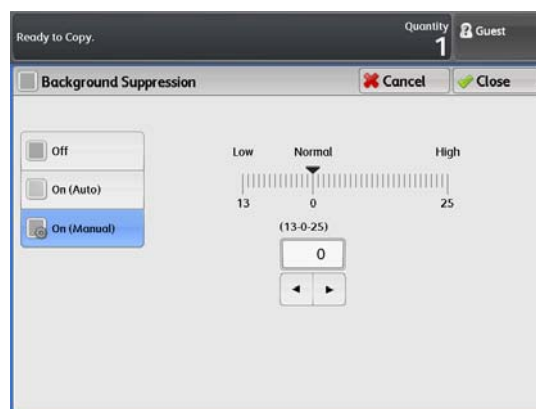 Ready to Copy.
Quantity
1
Guest
Background Suppression
Cancel
Close
Off
On (Auto)
On (Manual)
Low Normal High
13 0 25
(13-0-25)
0